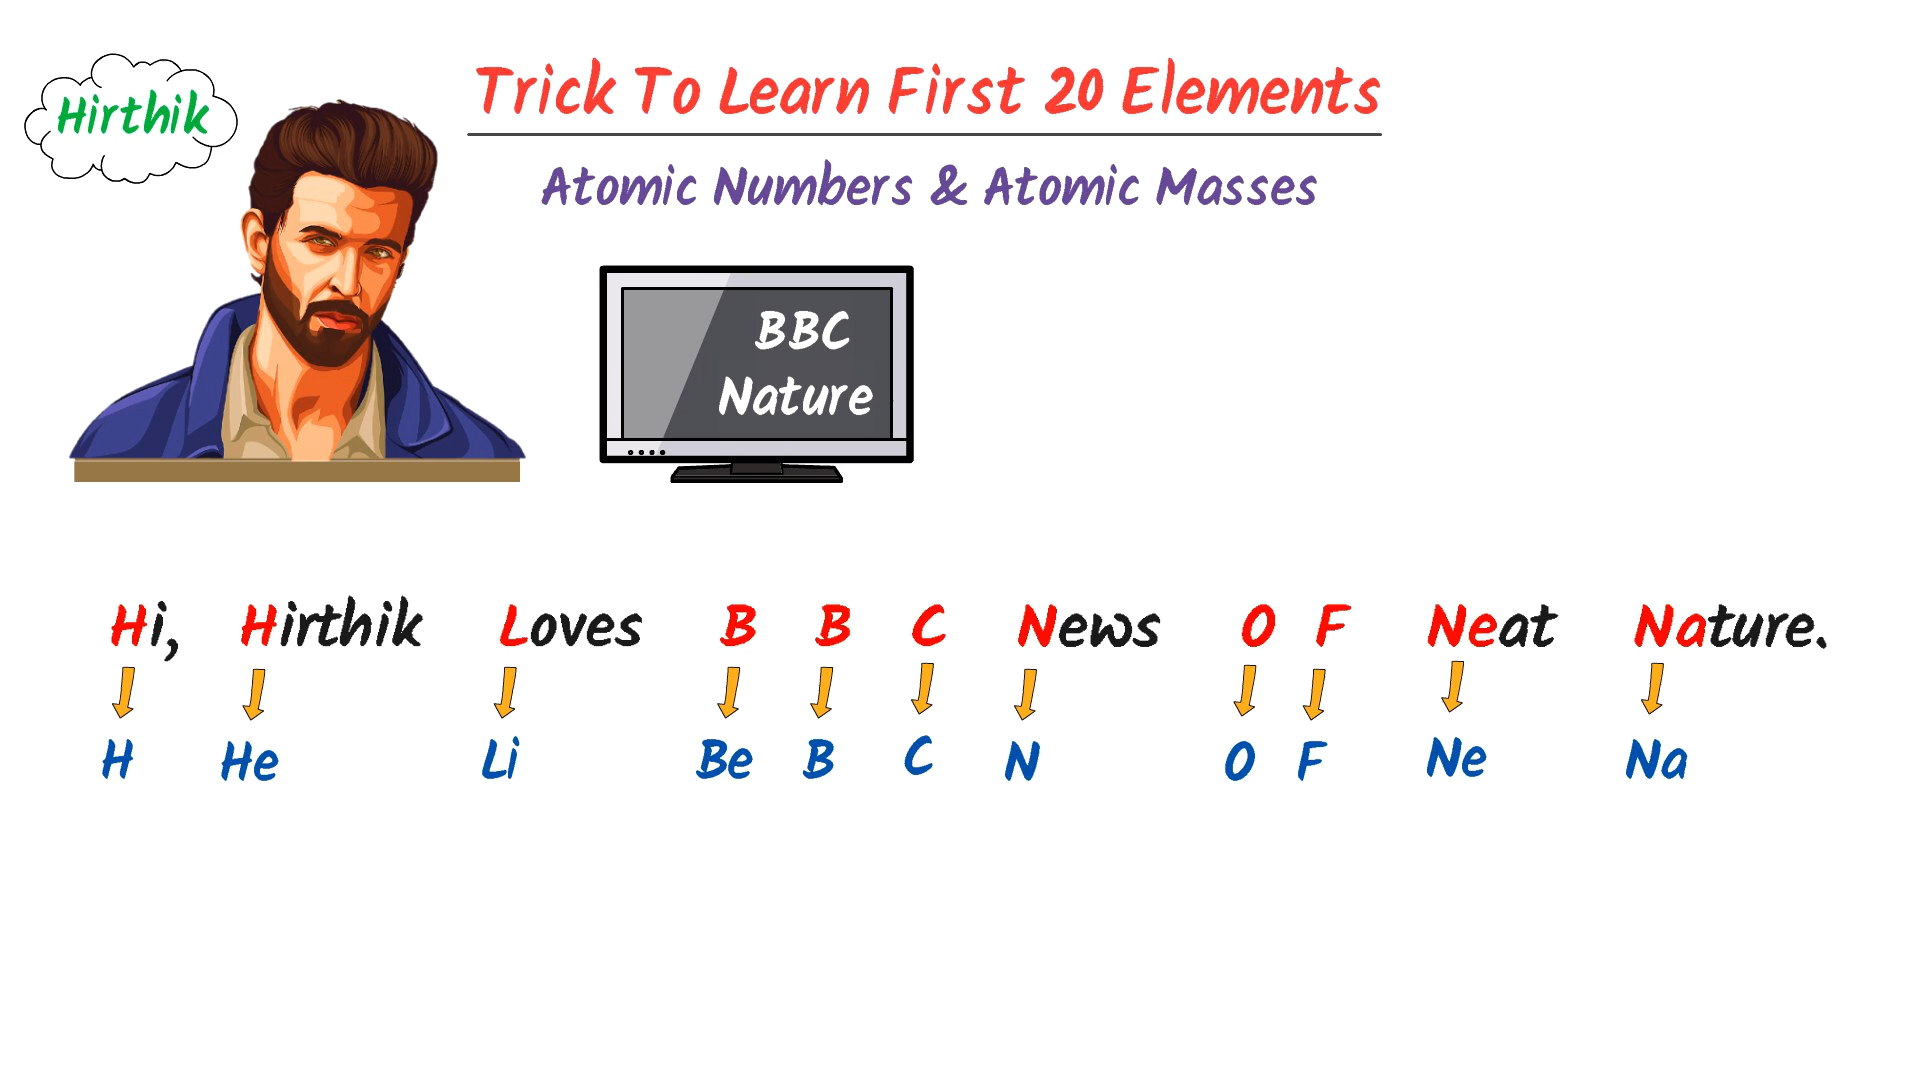 Hirthik
Trick To Learn First 20 Elements
Atomic Numbers & Atomic Masses
BBC
Nature
Hi, Hirthik Loves B B C News O F Neat Nature.
H He Li Be B C N O F Ne Na